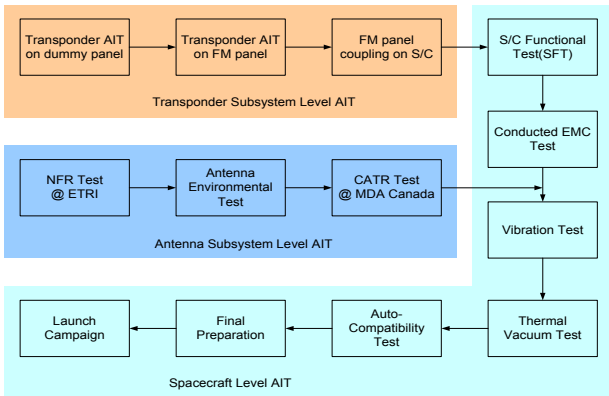 Transponder AIT
on dummy panel
Transponder AIT
on FM panel
FM panel
coupling on S/C
S/C Functional
Test(SFT)
Transponder Subsystem Level AIT
Conducted EMC
Test
NFR Test
@ ETRI
Antenna
Environmental
Test
CATR Test
@ MDA Canada
Antenna Subsystem Level AIT
Vibration Test
Launch
Campaign
Final
Preparation
Auto-
Compatibility
Test
Thermal
Vacuum Test
Spacecraft Level AIT